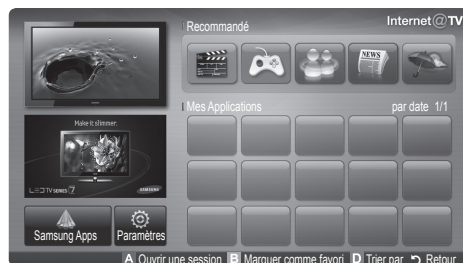 Recommandé
Internet@TV
NEWS
Mes Applications
par date 1/1
Make it slimmer.
LED TV SERIES 7
SAMSUNG
Samsung Apps
Paramètres
A Ouvrir une session B Marquer comme favori D Trier par Retour